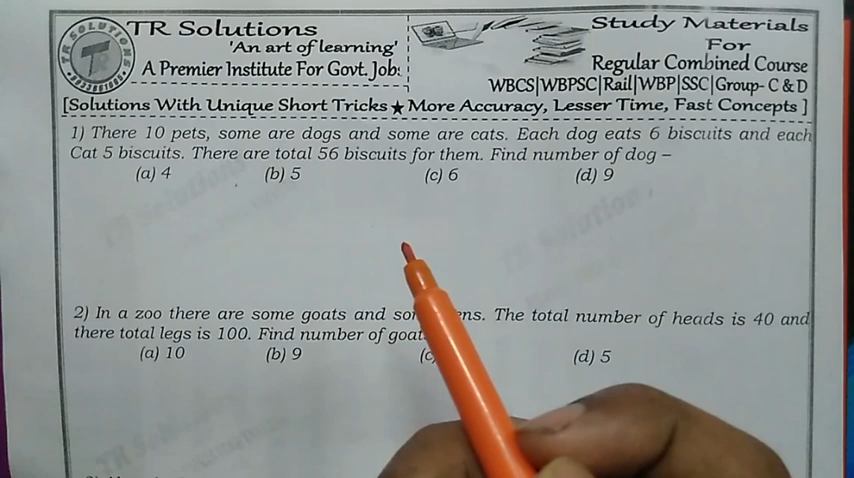 TR SOLUTIONS
TR
TR Solutions
'An art of learning'
A Premier Institute For Govt. Job:
Study Materials
For
Regular Combined Course
WBCS|WBPSC|Rail|WBP|SSC|Group- C & D
[Solutions With Unique Short Tricks ★ More Accuracy, Lesser Time, Fast Concepts ]
1) There 10 pets, some are dogs and some are cats. Each dog eats 6 biscuits and each
Cat 5 biscuits. There are total 56 biscuits for them. Find number of dog –
(a) 4 (b) 5 (c) 6 (d) 9
2) In a zoo there are some goats and The total number of heads is 40 and
there total legs is 100. Find number of
(a) 10 (b) 9 (d) 5